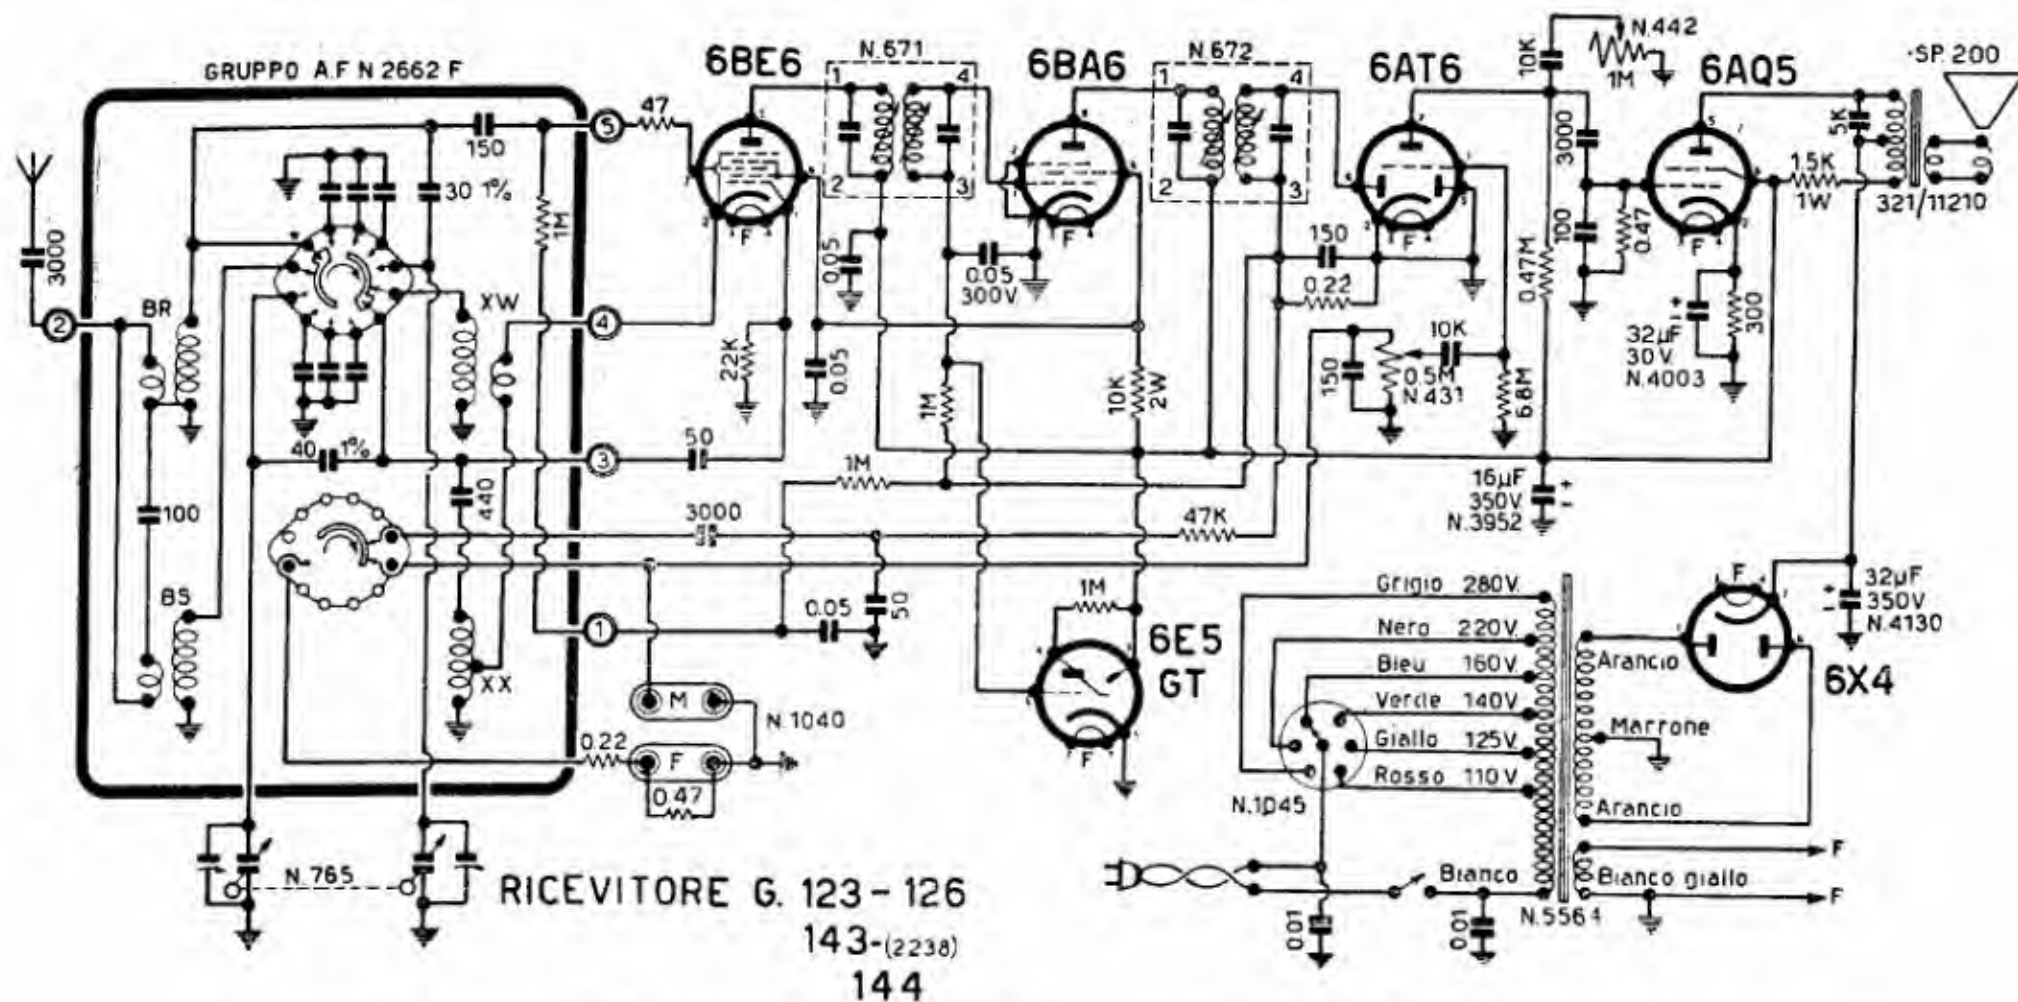 GRUPPO A.F N 2662 F
6BE6
N.671
6BA6
N.672
6AT6
10K
N.442
1M
6AQ5
SP. 200
1
4
1
4
150
5
47
3000
5K
30 1%
1M
2
3
2
3
15K
1W
321/11210
3000
F
F
F
F
100
0.47
0.05
0.05
300V
150
0.22
0.47M
2
BR
XW
4
22K
0.05
10K
2W
150
10K
0.5M
N.431
6.8M
32µF
30V
N.4003
300
1M
40 1%
3
50
1M
440
16µF
350V
N.3952
100
3000
47K
BS
1
0.05
50
1M
6E5
GT
F
XX
M
N.1040
0.22
F
0.47
Grigio 280V.
Nero 220V.
Bleu 160V.
Verde 140V
Giallo 125V.
Rosso 110V
N.1045
Arancio
Marrone
Arancio
F
6X4
32µF
350V
N.4130
N.765
Bianco
Bianco giallo
F
F
N.5564
0.01
0.01
RICEVITORE G. 123 - 126
143-(2238)
144